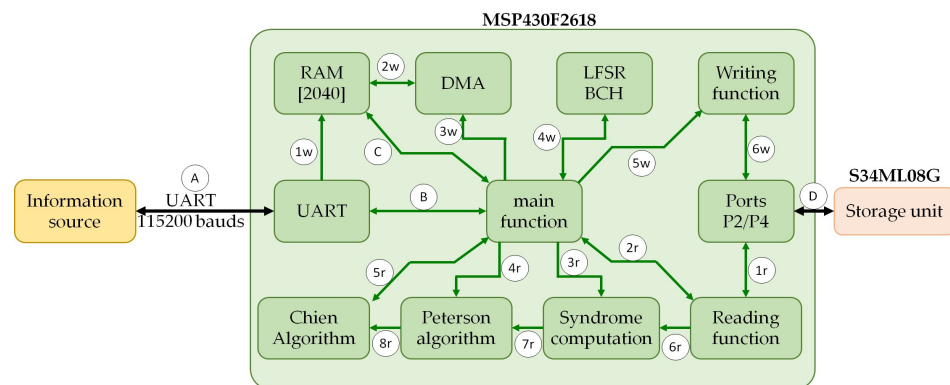 MSP430F2618
RAM
[2040]
2w
DMA
LFSR
BCH
Writing
function
3w
4w
1w
C
5w
6w
A
S34ML08G
Information
source
UART
115200 bauds
UART
B
main
function
Ports
P2/P4
D
Storage unit
5r
4r
3r
2r
1r
Chien
Algorithm
8r
Peterson
algorithm
7r
Syndrome
computation
6r
Reading
function